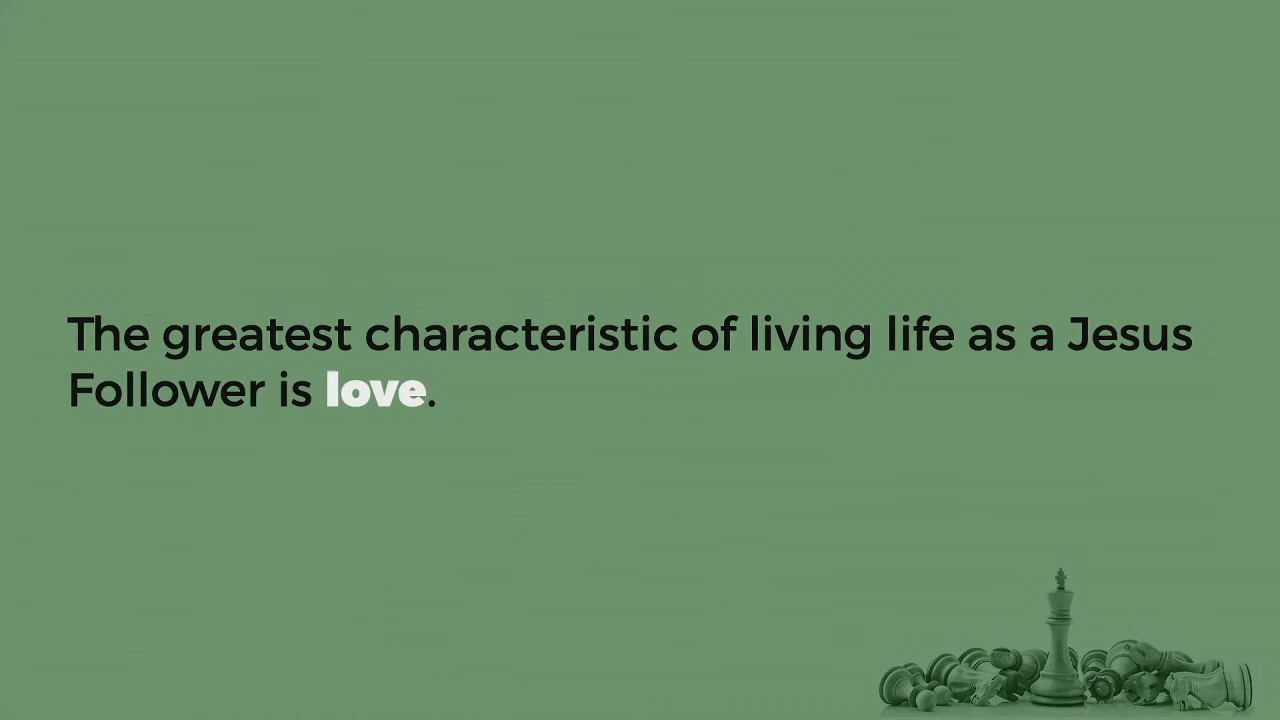 The greatest characteristic of living life as a Jesus
Follower is love.